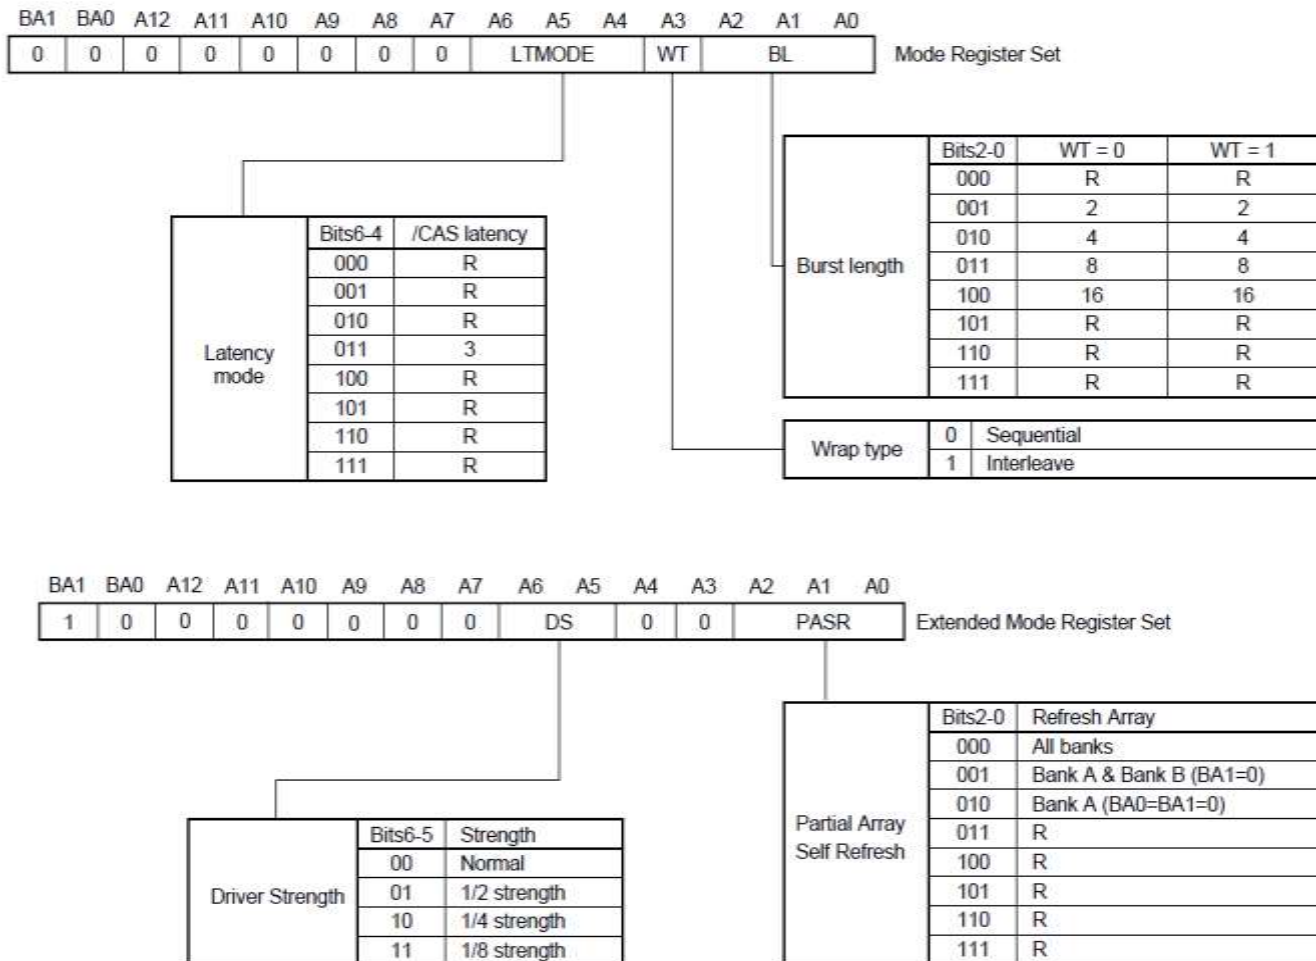 BA1 BA0 A12 A11 A10 A9 A8 A7 A6 A5 A4 A3 A2 A1 A0
0 0 0 0 0 0 0 0 LTMODE WT BL Mode Register Set
Burst length
Bits2-0 WT = 0 WT = 1
000 R R
001 2 2
010 4 4
011 8 8
100 16 16
101 R R
110 R R
111 R R
Latency
mode
Bits6-4 /CAS latency
000 R
001 R
010 R
011 3
100 R
101 R
110 R
111 R
Wrap type
0 Sequential
1 Interleave
BA1 BA0 A12 A11 A10 A9 A8 A7 A6 A5 A4 A3 A2 A1 A0
1 0 0 0 0 0 0 0 DS 0 0 PASR Extended Mode Register Set
Partial Array
Self Refresh
Bits2-0 Refresh Array
000 All banks
001 Bank A & Bank B (BA1=0)
010 Bank A (BA0=BA1=0)
011 R
100 R
101 R
110 R
111 R
Driver Strength
Bits6-5 Strength
00 Normal
01 1/2 strength
10 1/4 strength
11 1/8 strength